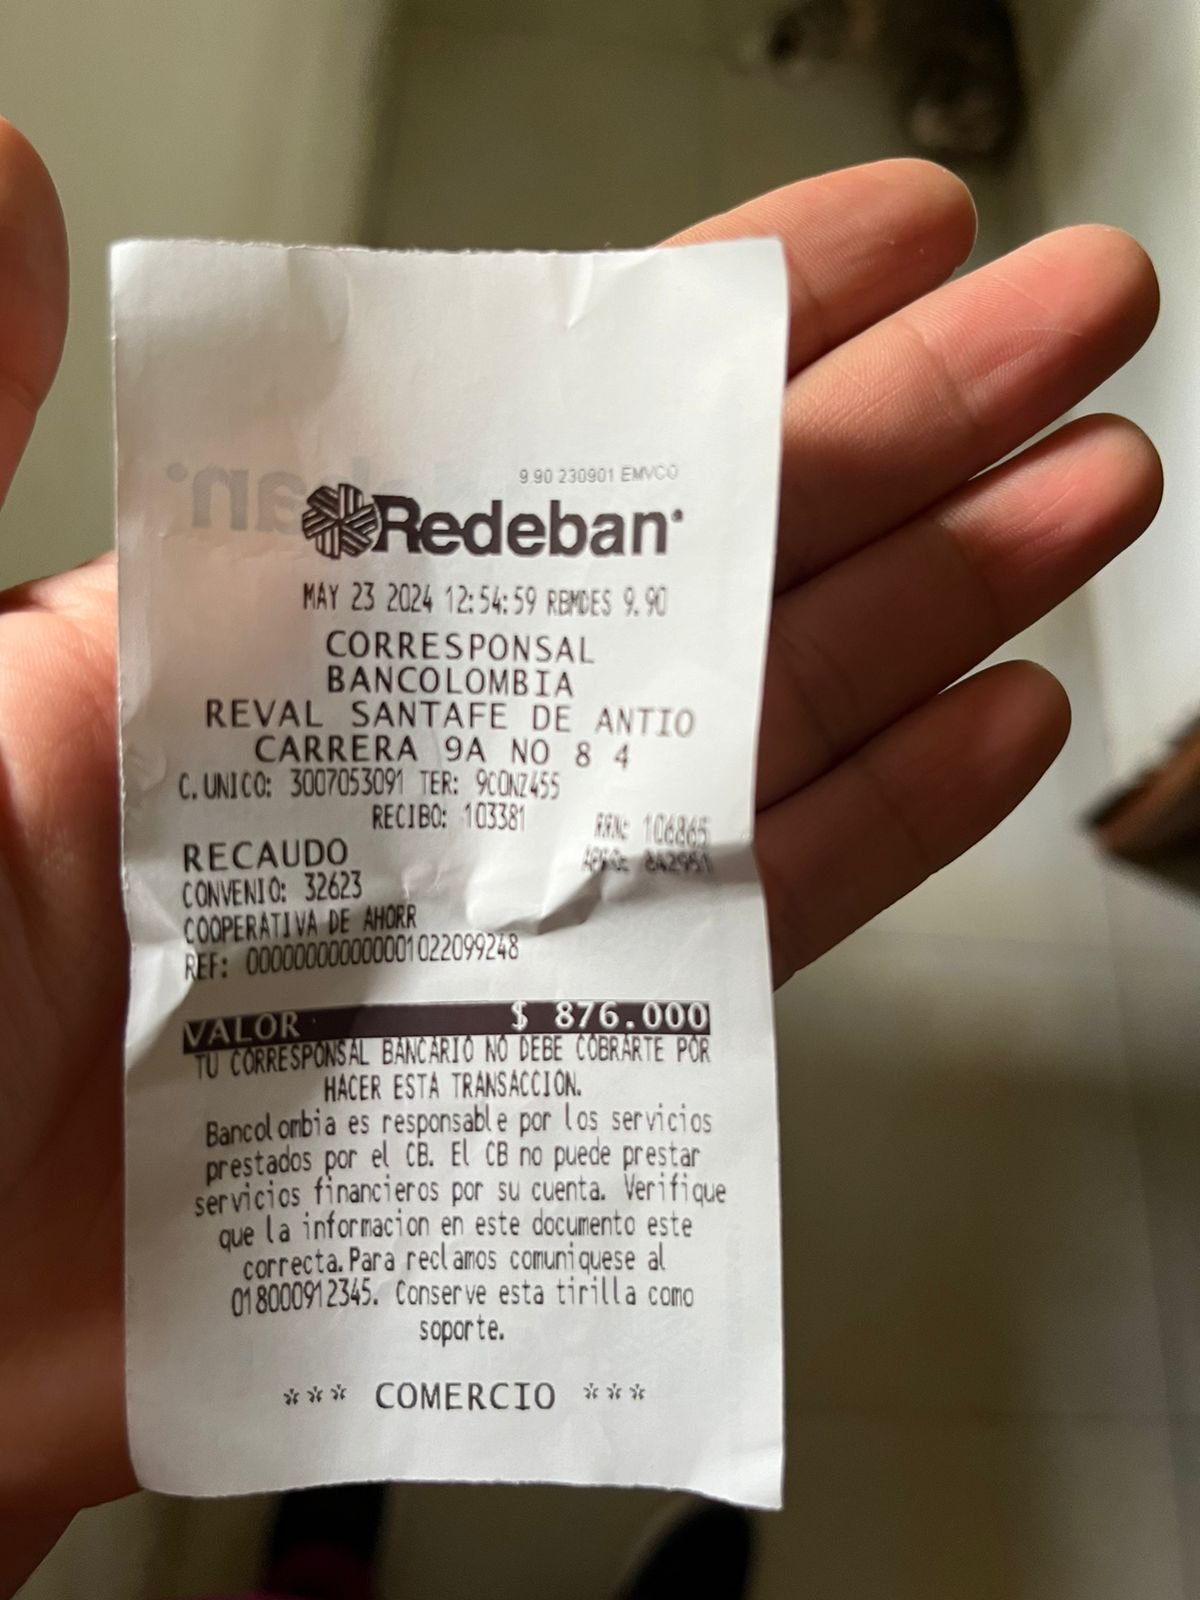 9.90 230901 EMVCO
Redeban
MAY 23 2024 12:54:59 RBMDES 9.90
CORRESPONSAL
BANCOLOMBIA
REVAL SANTAFE DE ANTIO
CARRERA 9A NO 8 4
C.UNICO: 3007053091 TER: 9CONZ455
RECIBO: 103381 RRN: 106865
RECAUDO APRO: 842951
CONVENIO: 32623
COOPERATIVA DE AHORR
REF: 000000000000001022099248
VALOR $ 876.000
TU CORRESPONSAL BANCARIO NO DEBE COBRARTE POR
HACER ESTA TRANSACCION.
Bancolombia es responsable por los servicios
prestados por el CB. El CB no puede prestar
servicios financieros por su cuenta. Verifique
que la informacion en este documento este
correcta.Para reclamos comuniquese al
018000912345. Conserve esta tirilla como
soporte.
*** COMERCIO ***